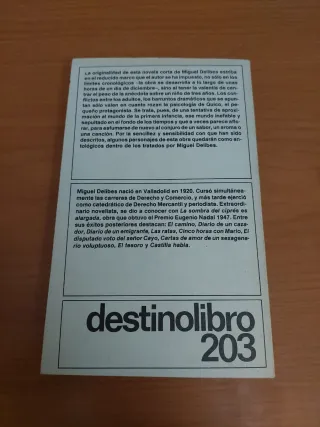 La originalidad de esta novela corta de Miguel Delibes estriba
en el reducido marco que el autor se ha impuesto, no sólo en los
límites cronológicos –la obra se desarrolla a lo largo de unas
horas de un día de diciembre–, sino el tener la valentía de cen-
trar el peso de la anécdota sobre un niño de tres años. Los con-
flictos entre los adultos, los barruntos dramáticos que se apun-
tan sólo valen en cuanto rozan la psicología de Quico, el pe-
queño protagonista. Se trata, pues, de una tentativa de apro-
ximación al mundo de la primera infancia, ese mundo inefable y
sepultado en el fondo de los tiempos y que a veces parece aflo-
rar, para esfumarse de nuevo al conjuro de un sabor, un aroma o
una canción. Por la sencillez y sensibilidad con que han sido
descritos, algunos personajes de esta obra quedarán como an-
tológicos dentro de los tratados por Miguel Delibes.
Miguel Delibes nació en Valladolid en 1920. Cursó simultánea-
mente las carreras de Derecho y Comercio, y más tarde ejerció
como catedrático de Derecho Mercantil y periodista. Extraordi-
nario novelista, se dio a conocer con La sombra del ciprés es
alargada, obra que obtuvo el Premio Eugenio Nadal 1947. Entre
sus éxitos posteriores destacan: El camino, Diario de un caza-
dor, Diario de un emigrante, Las ratas, Cinco horas con Mario, El
disputado voto del señor Cayo, Cartas de amor de un sexagena-
rio voluptuoso, El tesoro y Castilla habla.
destinolibro
203